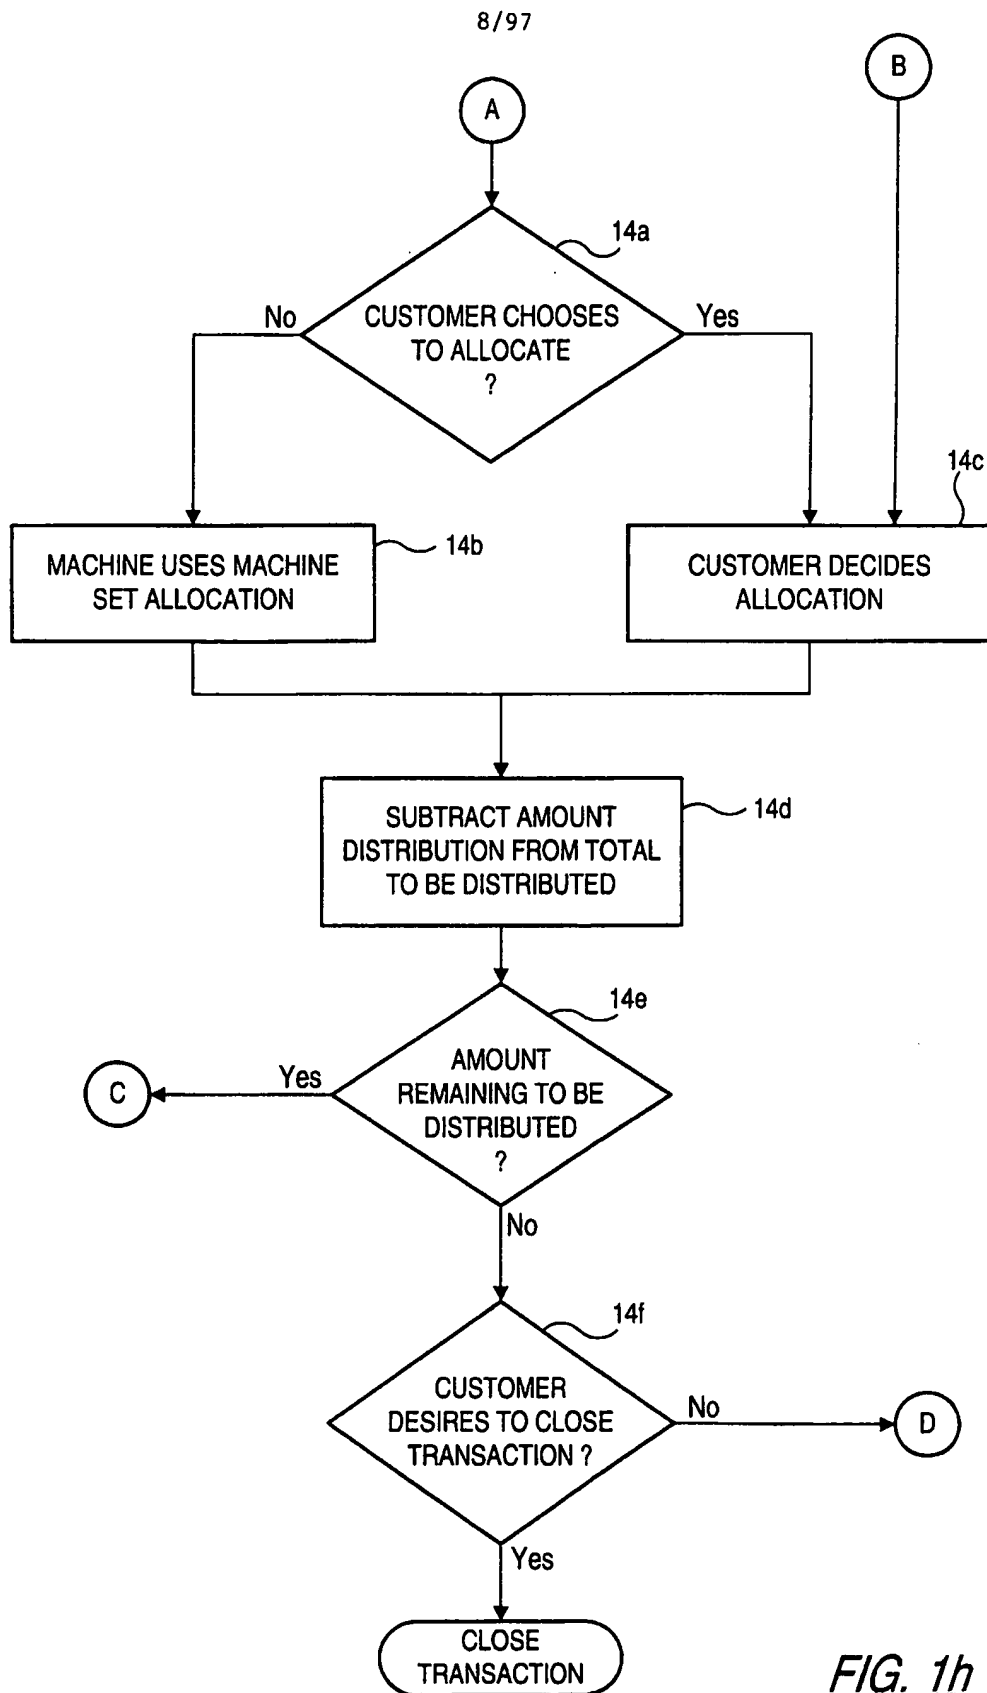 8/97
A
B
14a
No
CUSTOMER CHOOSES
TO ALLOCATE
?
Yes
14b
MACHINE USES MACHINE
SET ALLOCATION
14c
CUSTOMER DECIDES
ALLOCATION
SUBTRACT AMOUNT
DISTRIBUTION FROM TOTAL
TO BE DISTRIBUTED
14d
14e
C
Yes
AMOUNT
REMAINING TO BE
DISTRIBUTED
?
No
14f
CUSTOMER
DESIRES TO CLOSE
TRANSACTION ?
No
D
Yes
CLOSE
TRANSACTION
FIG. 1h